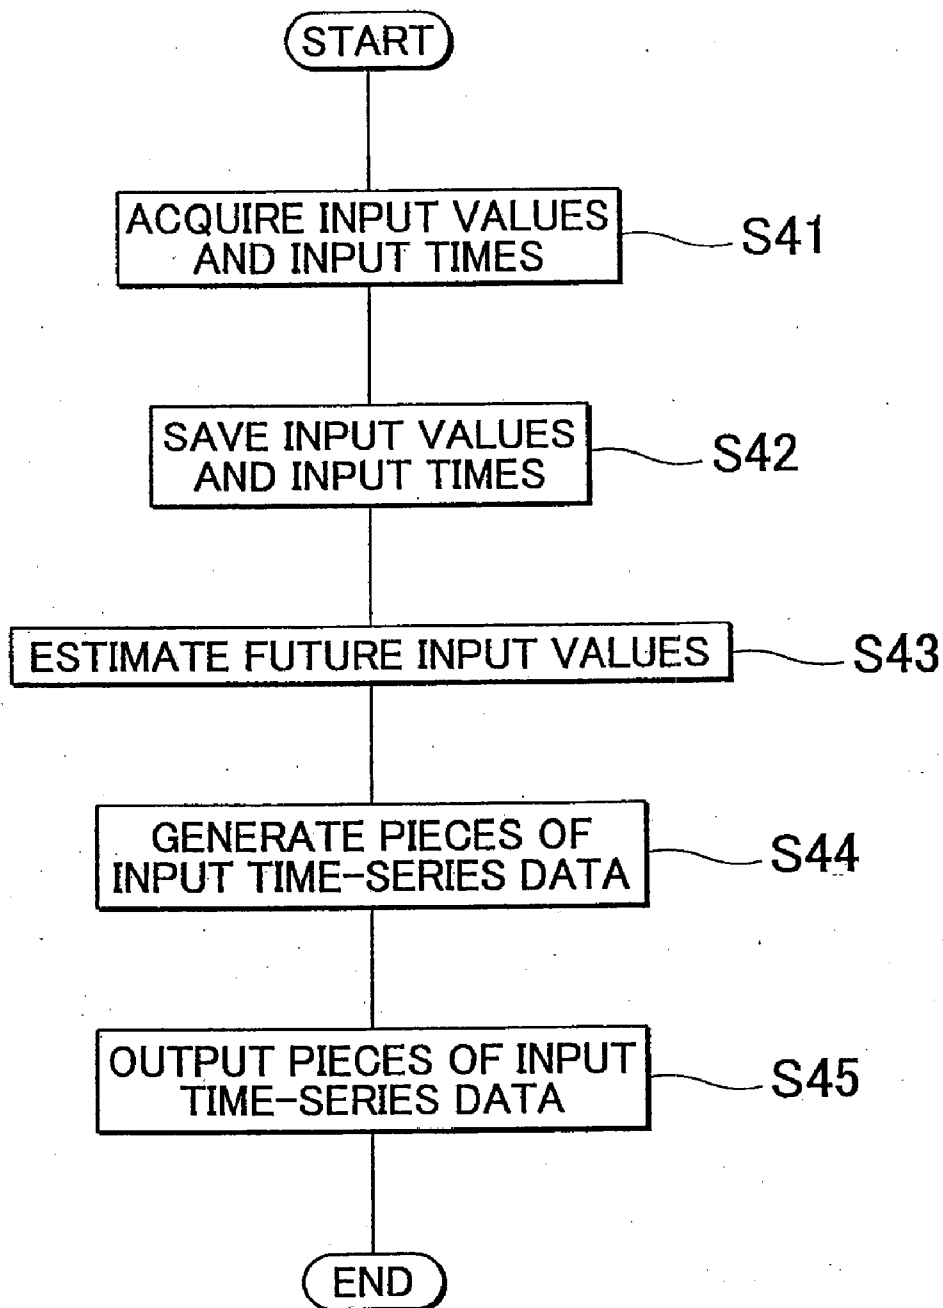 START
ACQUIRE INPUT VALUES
AND INPUT TIMES
S41
SAVE INPUT VALUES
AND INPUT TIMES
S42
ESTIMATE FUTURE INPUT VALUES
S43
GENERATE PIECES OF
INPUT TIME-SERIES DATA
S44
OUTPUT PIECES OF INPUT
TIME-SERIES DATA
S45
END